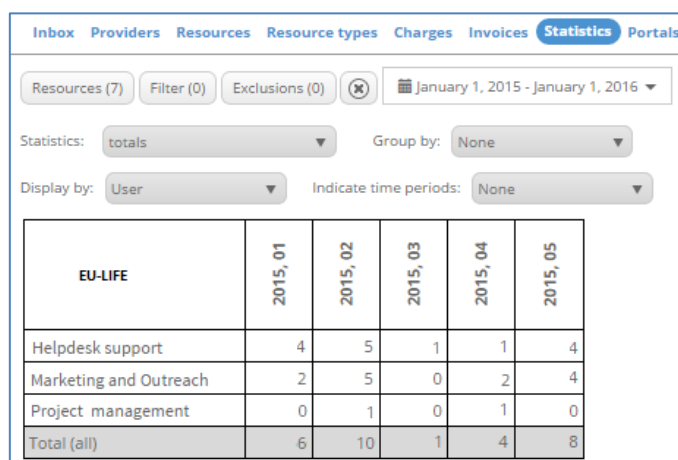 Inbox Providers Resources Resource types Charges Invoices Statistics Portals
Resources (7) Filter (0) Exclusions (0) January 1, 2015 - January 1, 2016
Statistics: totals Group by: None
Display by: User Indicate time periods: None
EU-LIFE 2015, 01 2015, 02 2015, 03 2015, 04 2015, 05
Helpdesk support 4 5 1 1 4
Marketing and Outreach 2 5 0 2 4
Project management 0 1 0 1 0
Total (all) 6 10 1 4 8